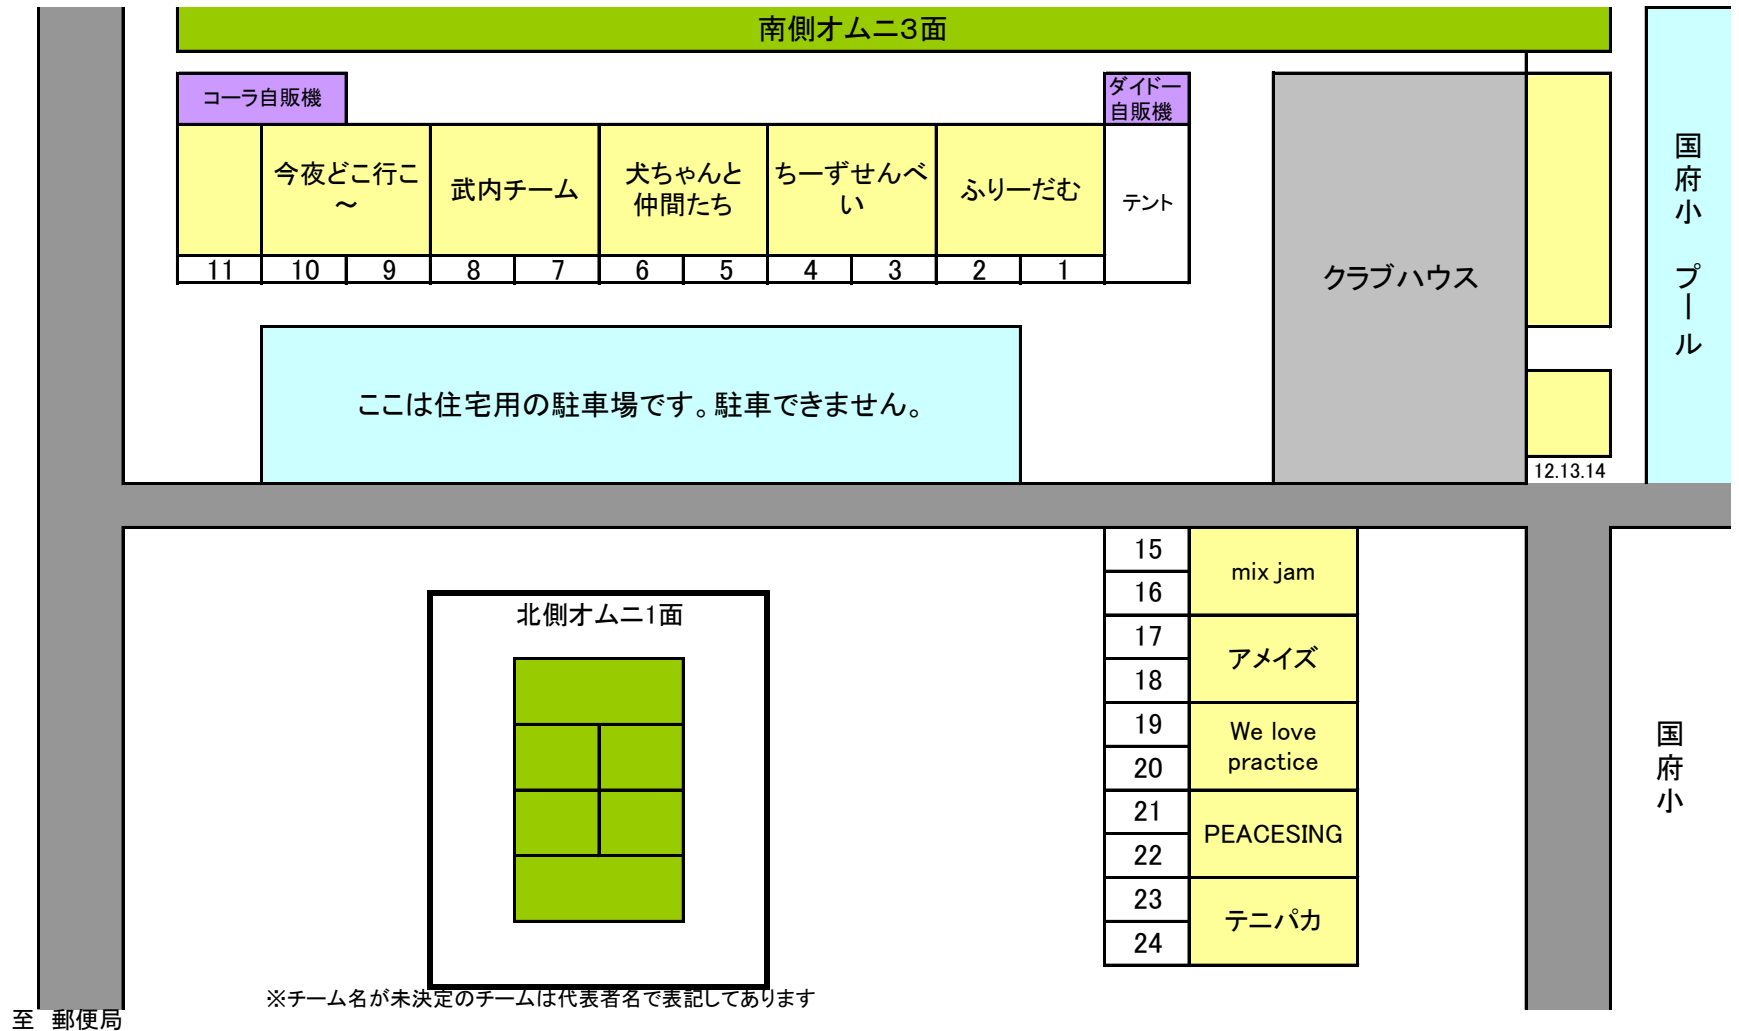 南側オムニ３面
コーラ自販機
ダイドー
自販機
今夜どこ行こ
～
武内チーム
犬ちゃんと
仲間たち
ちーずせんべ
い
ふりーだむ
テント
11 10 9 8 7 6 5 4 3 2 1
クラブハウス
国府小　プール
ここは住宅用の駐車場です。駐車できません。
12.13.14
北側オムニ1面
15
16
mix jam
17
18
アメイズ
19
20
We love
practice
21
22
PEACESING
23
24
テニパカ
国府小
※チーム名が未決定のチームは代表者名で表記してあります
至　郵便局